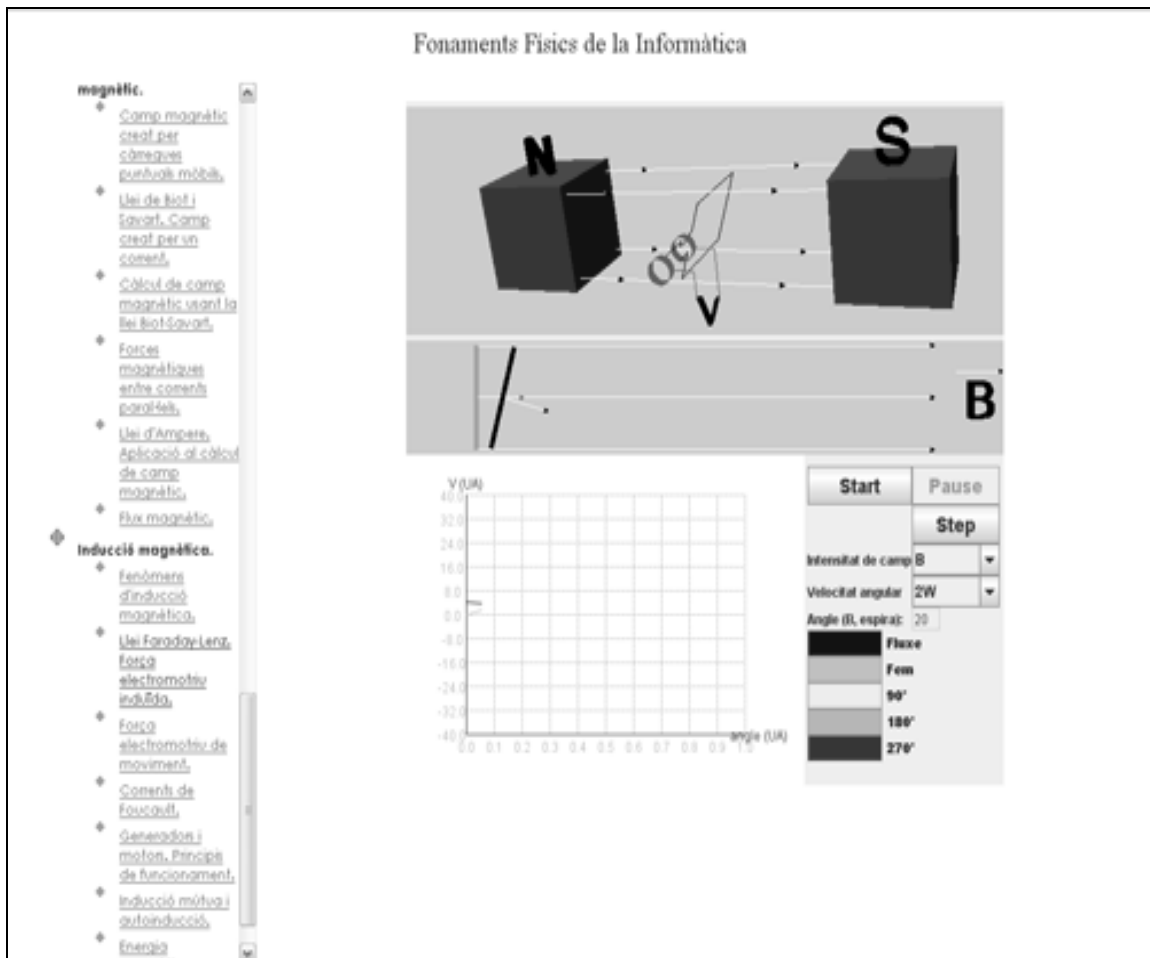 Fonaments Físics de la Informàtica
magnètic.
Camp magnètic
creat per
càrregues
puntuals mòbils.
Llei de Biot i
Savart. Camp
creat per un
corrent.
Càlcul de camp
magnètic usant la
llei Biot-Savart.
Forces
magnètiques
entre corrents
paral·lels.
Llei d'Ampere.
Aplicació al càlcul
de camp
magnètic.
Flux magnètic.
Inducció magnètica.
Fenòmens
d'inducció
magnètica.
Llei Faraday-Lenz.
Força
electromotriu
induïda.
Força
electromotriu de
moviment.
Corrents de
Foucault.
Generadors i
motors. Principis
de funcionament.
Inducció mútua i
autoinducció.
Energia
N
S
V
B
V (UA)
40.0
32.0
24.0
16.0
8.0
0.0
-8.0
-16.0
-24.0
-32.0
-40.0
0.0 0.1 0.2 0.3 0.4 0.5 0.6 0.7 0.8 0.9 1.0
angle (UA)
Start Pause
Step
Intensitat de camp B
Velocitat angular 2W
Angle (B, espira): 20
Fluxe
Fem
90°
180°
270°